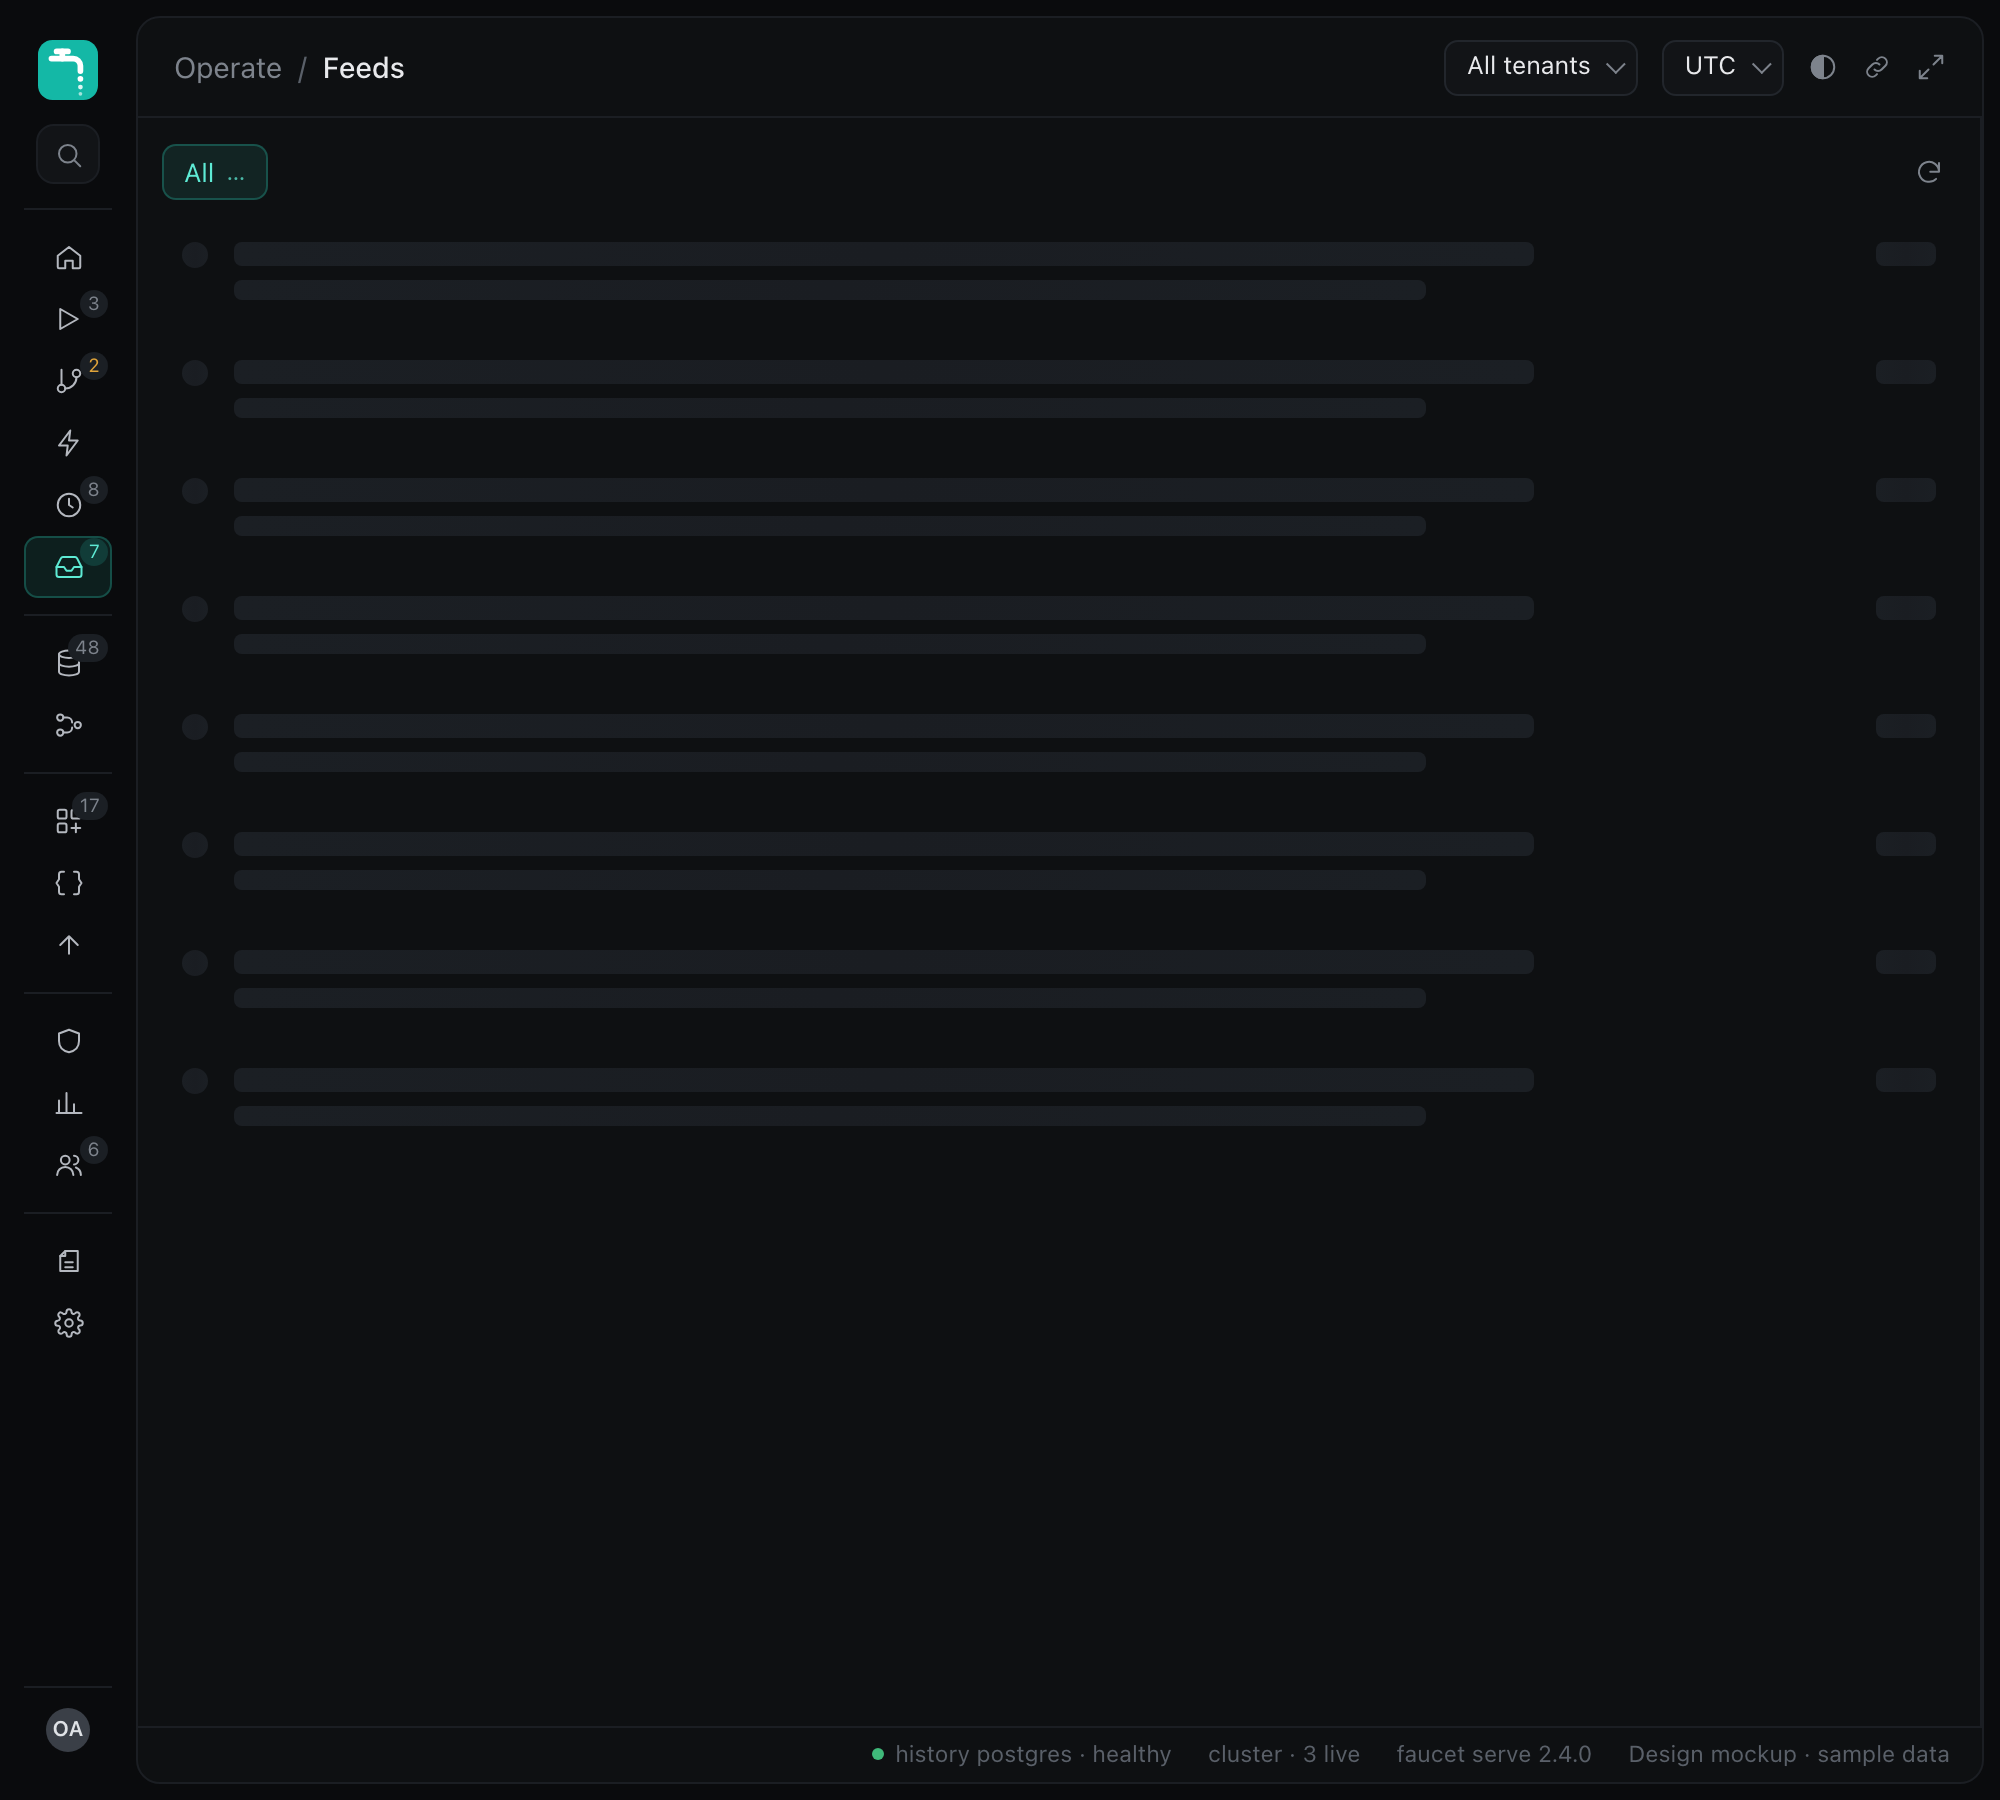 Operate / Feeds
All tenants
UTC
All ...
3
2
8
7
48
17
6
OA
history postgres · healthy
cluster · 3 live
faucet serve 2.4.0
Design mockup · sample data